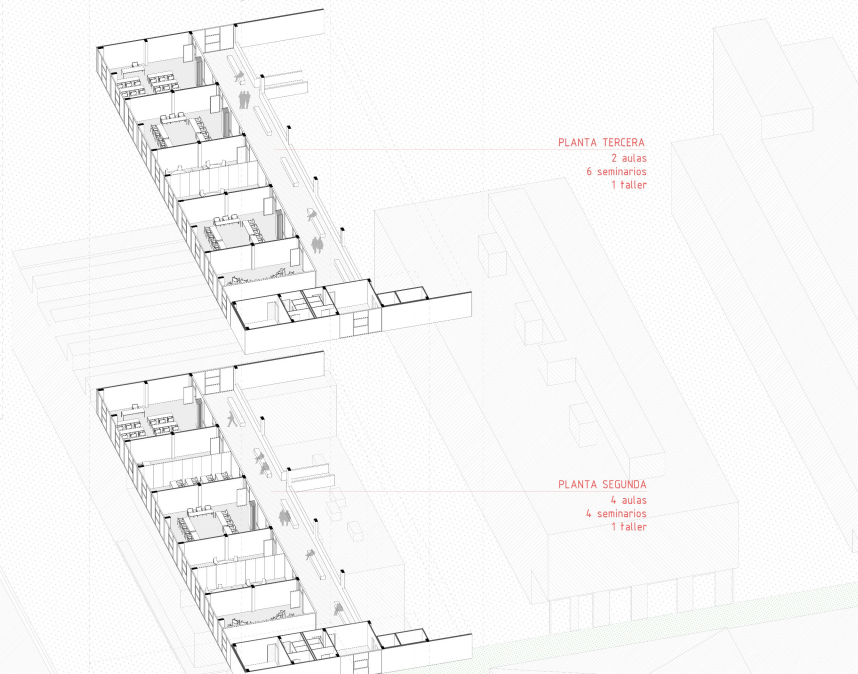 PLANTA TERCERA
2 aulas
6 seminarios
1 taller
PLANTA SEGUNDA
4 aulas
4 seminarios
1 taller